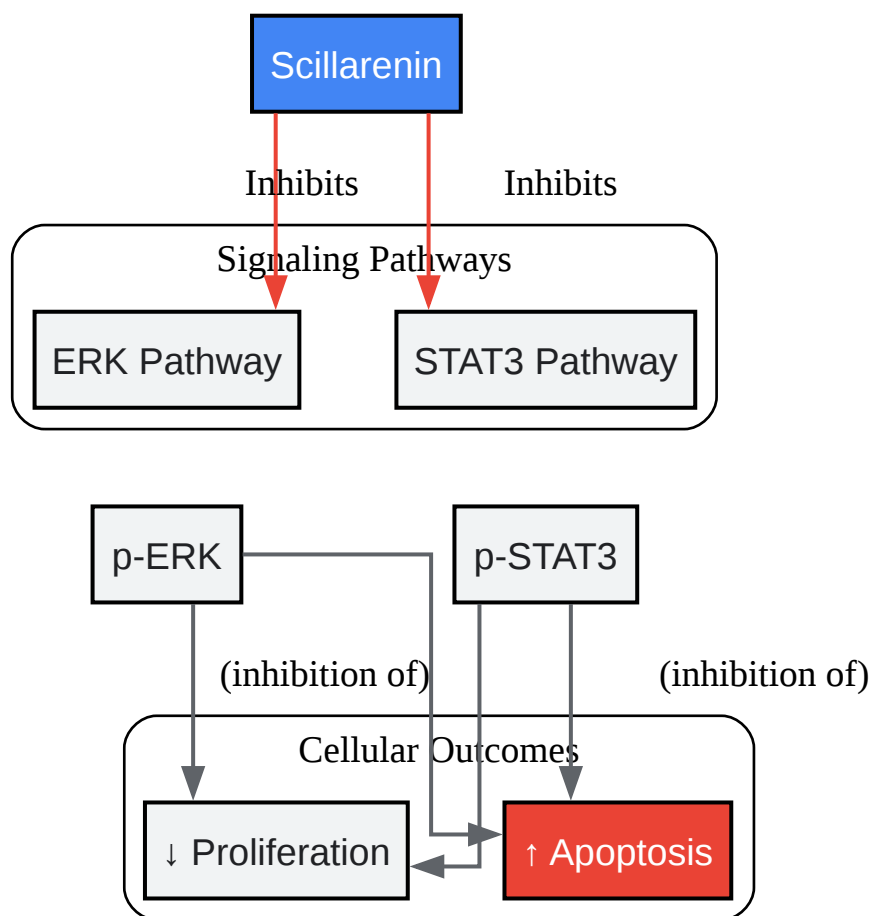 Scillarenin
Inhibits
Inhibits
Signaling Pathways
ERK Pathway
STAT3 Pathway
p-ERK
p-STAT3
(inhibition of)
(inhibition of)
Cellular Outcomes
↓ Proliferation
↑ Apoptosis